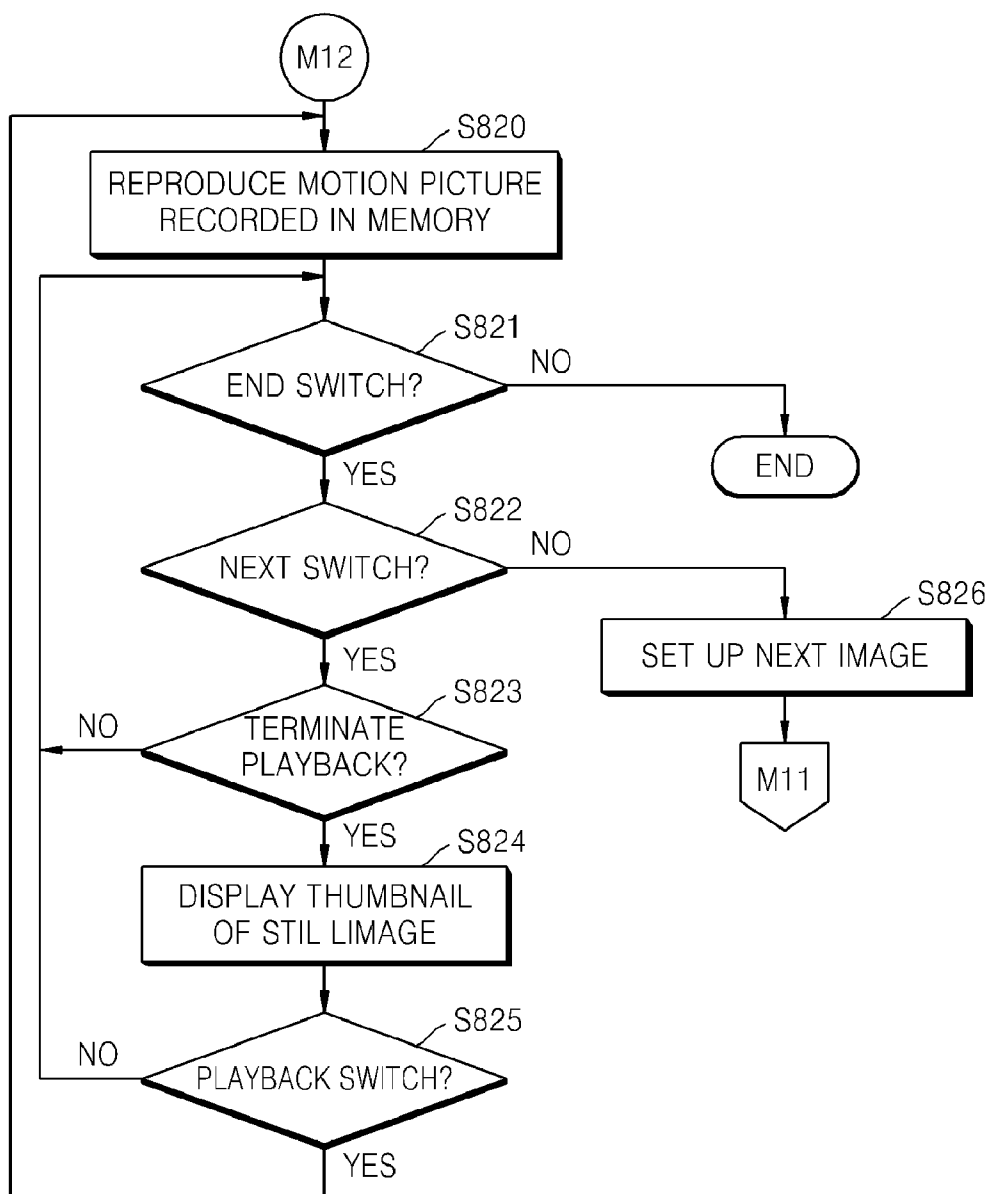 M12
S820
REPRODUCE MOTION PICTURE
RECORDED IN MEMORY
S821
END SWITCH?
NO
END
YES
S822
NEXT SWITCH?
NO
S826
SET UP NEXT IMAGE
M11
YES
S823
TERMINATE
PLAYBACK?
NO
YES
S824
DISPLAY THUMBNAIL
OF STIL LIMAGE
S825
PLAYBACK SWITCH?
NO
YES